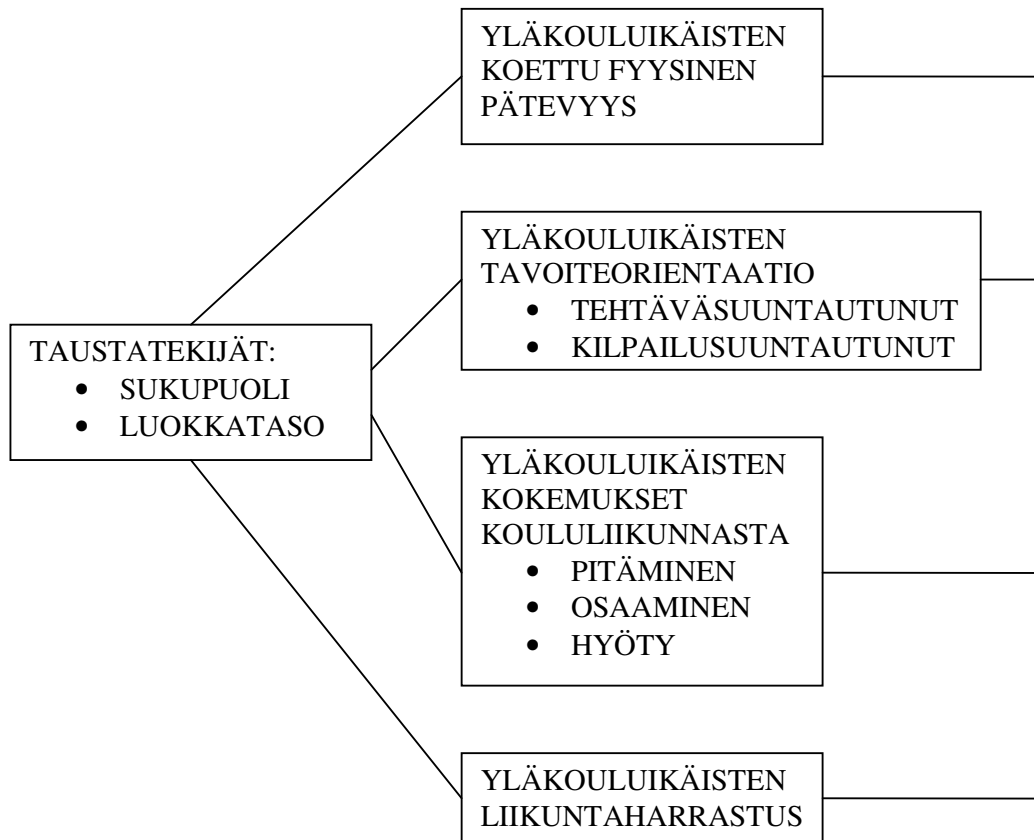 YLÄKOULUIKÄISTEN
KOETTU FYYSINEN
PÄTEVYYS
YLÄKOULUIKÄISTEN
TAVOITEORIENTAATIO
• TEHTÄVÄSUUNTAUTUNUT
• KILPAILUSUUNTAUTUNUT
TAUSTATEKIJÄT:
• SUKUPUOLI
• LUOKKATASO
YLÄKOULUIKÄISTEN
KOKEMUKSET
KOULULIIKUNNASTA
• PITÄMINEN
• OSAAMINEN
• HYÖTY
YLÄKOULUIKÄISTEN
LIIKUNTAHARRASTUS